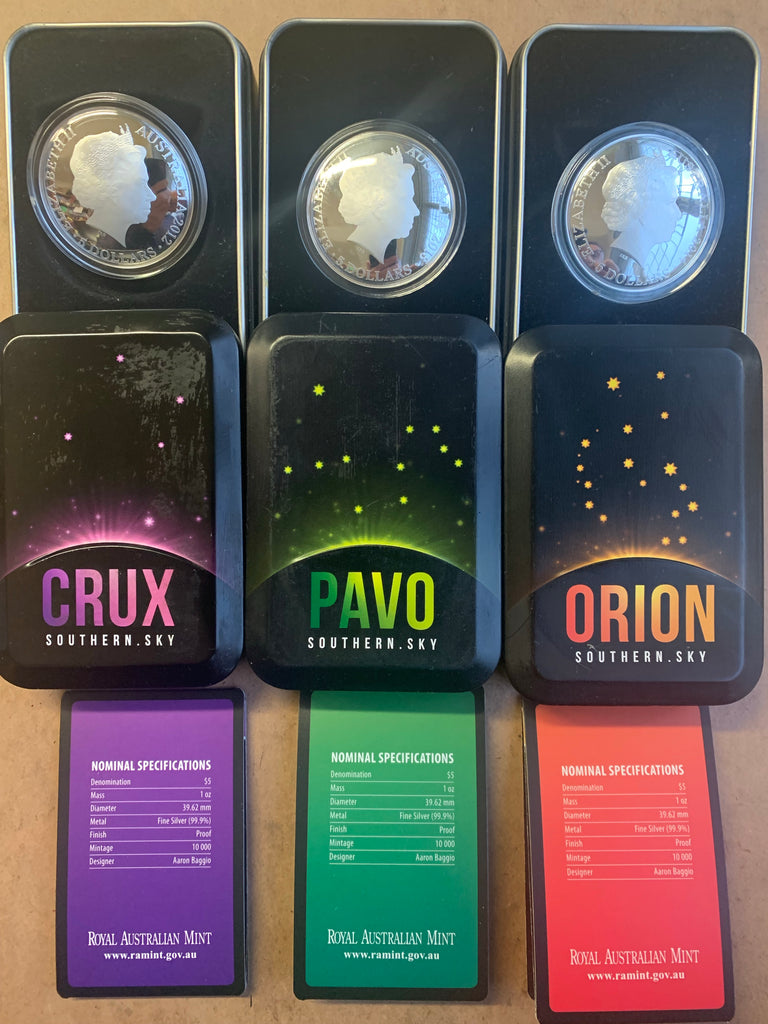 ELIZABETH II AUSTRALIA 2012
5 DOLLARS
ELIZABETH II
5 DOLLARS
ELIZABETH II
5 DOLLARS
CRUX
SOUTHERN.SKY
PAVO
SOUTHERN.SKY
ORION
SOUTHERN.SKY
NOMINAL SPECIFICATIONS
Denomination $5
Mass 1 oz
Diameter 39.62 mm
Metal Fine Silver (99.9%)
Finish Proof
Mintage 10 000
Designer Aaron Baggio
ROYAL AUSTRALIAN MINT
www.ramint.gov.au
NOMINAL SPECIFICATIONS
Denomination $5
Mass 1 oz
Diameter 39.62 mm
Metal Fine Silver (99.9%)
Finish Proof
Mintage 10 000
Designer Aaron Baggio
ROYAL AUSTRALIAN MINT
www.ramint.gov.au
NOMINAL SPECIFICATIONS
Denomination $5
Mass 1 oz
Diameter 39.62 mm
Metal Fine Silver (99.9%)
Finish Proof
Mintage 10 000
Designer Aaron Baggio
ROYAL AUSTRALIAN MINT
www.ramint.gov.au